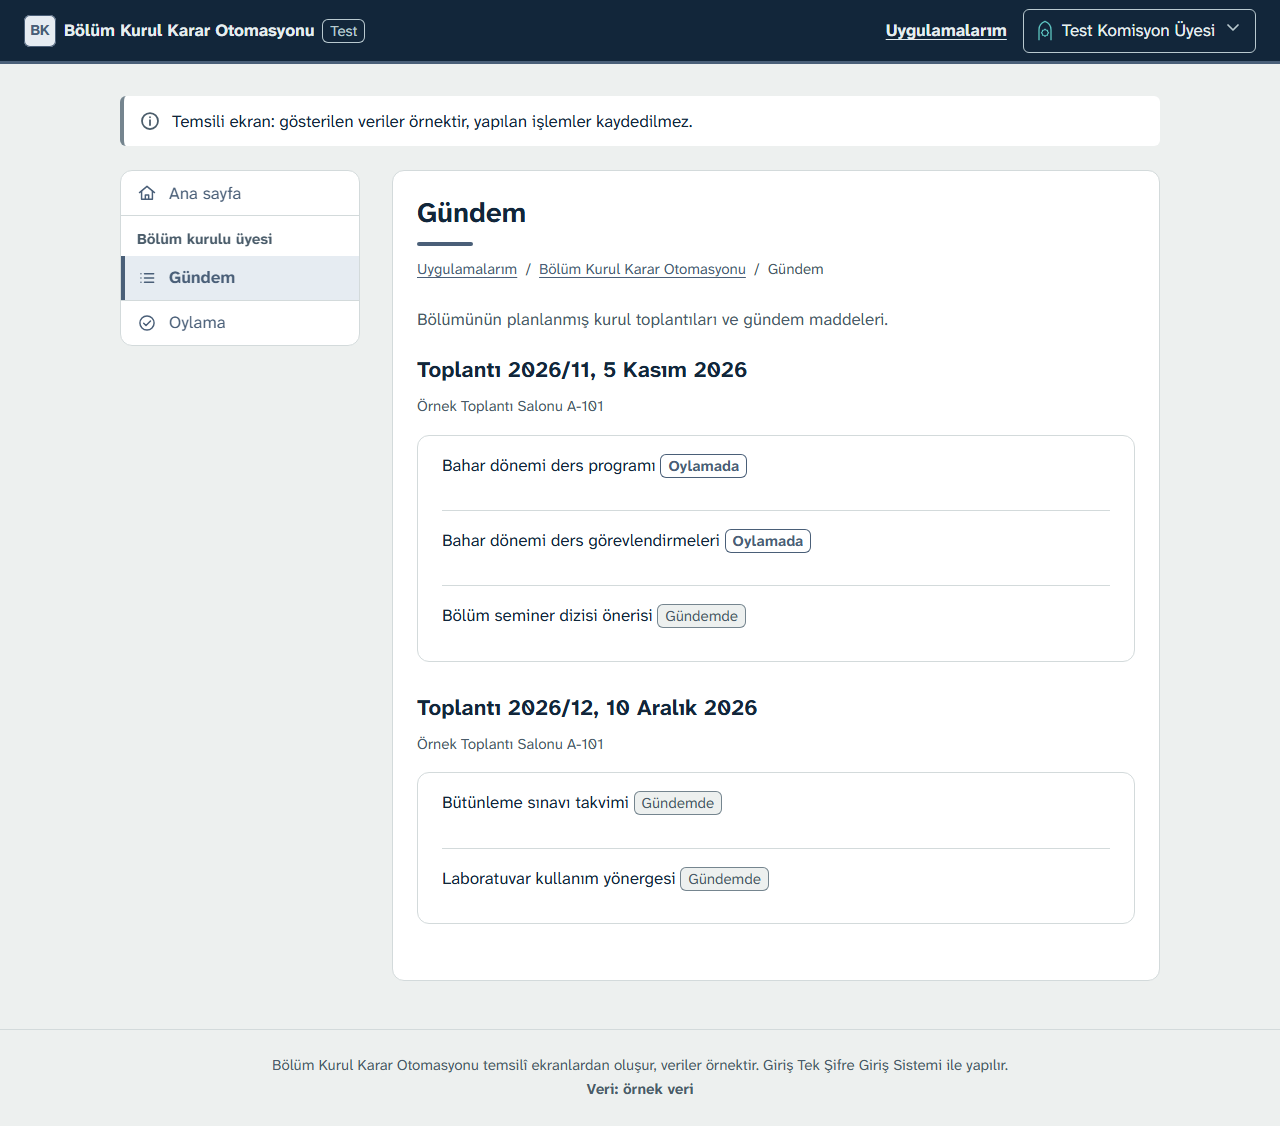 BK Bölüm Kurul Karar Otomasyonu Test
Uygulamalarım
Test Komisyon Üyesi
Temsili ekran: gösterilen veriler örnektir, yapılan işlemler kaydedilmez.
Ana sayfa
Bölüm kurulu üyesi
Gündem
Oylama
Gündem
Uygulamalarım / Bölüm Kurul Karar Otomasyonu / Gündem
Bölümünün planlanmış kurul toplantıları ve gündem maddeleri.
Toplantı 2026/11, 5 Kasım 2026
Örnek Toplantı Salonu A-101
Bahar dönemi ders programı Oylamada
Bahar dönemi ders görevlendirmeleri Oylamada
Bölüm seminer dizisi önerisi Gündemde
Toplantı 2026/12, 10 Aralık 2026
Örnek Toplantı Salonu A-101
Bütünleme sınavı takvimi Gündemde
Laboratuvar kullanım yönergesi Gündemde
Bölüm Kurul Karar Otomasyonu temsilî ekranlardan oluşur, veriler örnektir. Giriş Tek Şifre Giriş Sistemi ile yapılır.
Veri: örnek veri